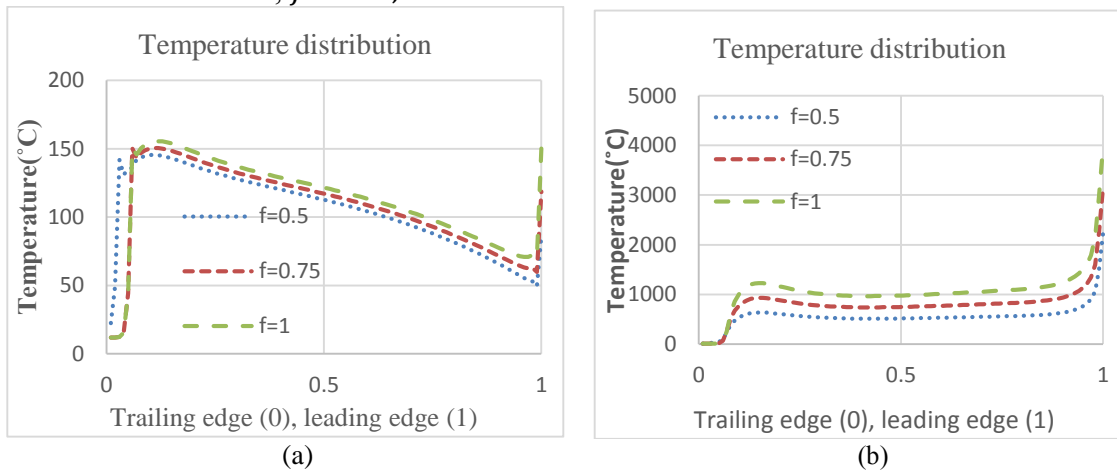 Temperature distribution
200
150
100
50
0
0
0.5
1
Temperature(˚C)
f=0.5
f=0.75
f=1
Trailing edge (0), leading edge (1)
(a)
Temperature distribution
5000
4000
3000
2000
1000
0
0
0.5
1
Temperature(˚C)
f=0.5
f=0.75
f=1
Trailing edge (0), leading edge (1)
(b)